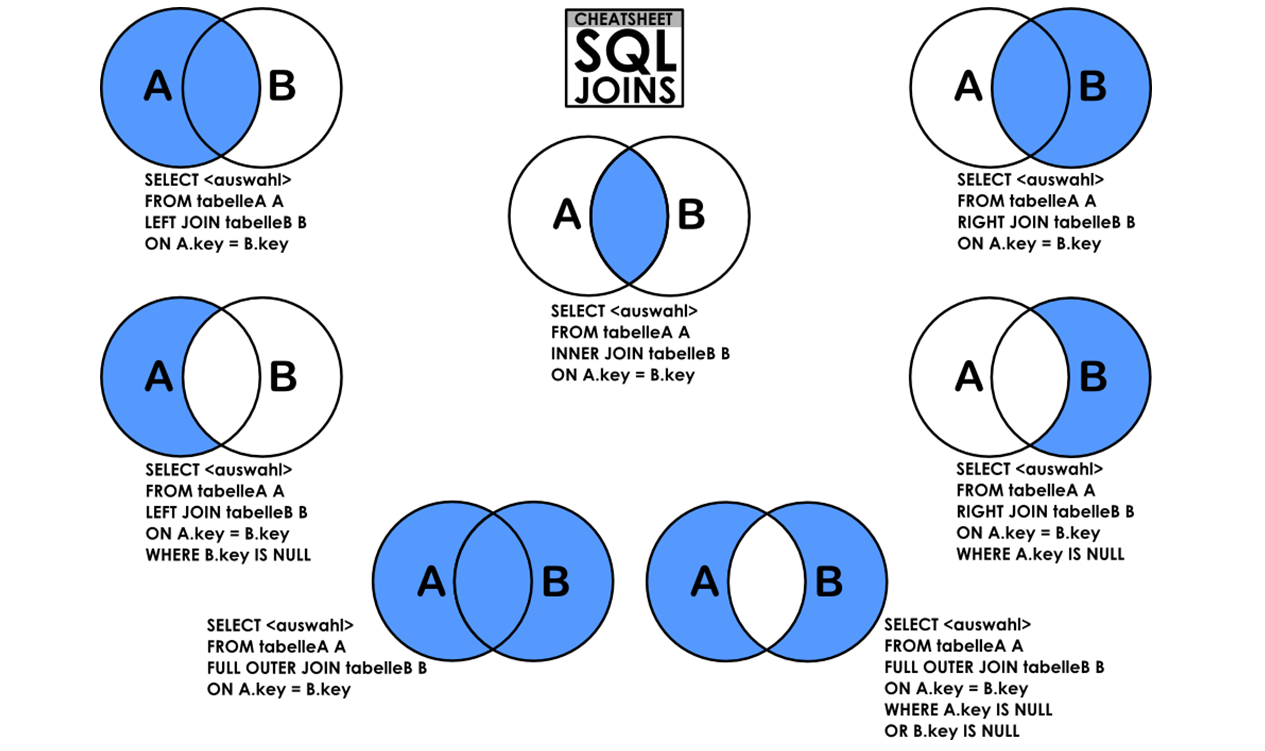 CHEATSHEET
SQL
JOINS
A B
SELECT <auswahl>
FROM tabelleA A
LEFT JOIN tabelleB B
ON A.key = B.key
A B
SELECT <auswahl>
FROM tabelleA A
INNER JOIN tabelleB B
ON A.key = B.key
A B
SELECT <auswahl>
FROM tabelleA A
RIGHT JOIN tabelleB B
ON A.key = B.key
A B
SELECT <auswahl>
FROM tabelleA A
LEFT JOIN tabelleB B
ON A.key = B.key
WHERE B.key IS NULL
A B
SELECT <auswahl>
FROM tabelleA A
RIGHT JOIN tabelleB B
ON A.key = B.key
WHERE A.key IS NULL
A B
SELECT <auswahl>
FROM tabelleA A
FULL OUTER JOIN tabelleB B
ON A.key = B.key
A B
SELECT <auswahl>
FROM tabelleA A
FULL OUTER JOIN tabelleB B
ON A.key = B.key
WHERE A.key IS NULL
OR B.key IS NULL